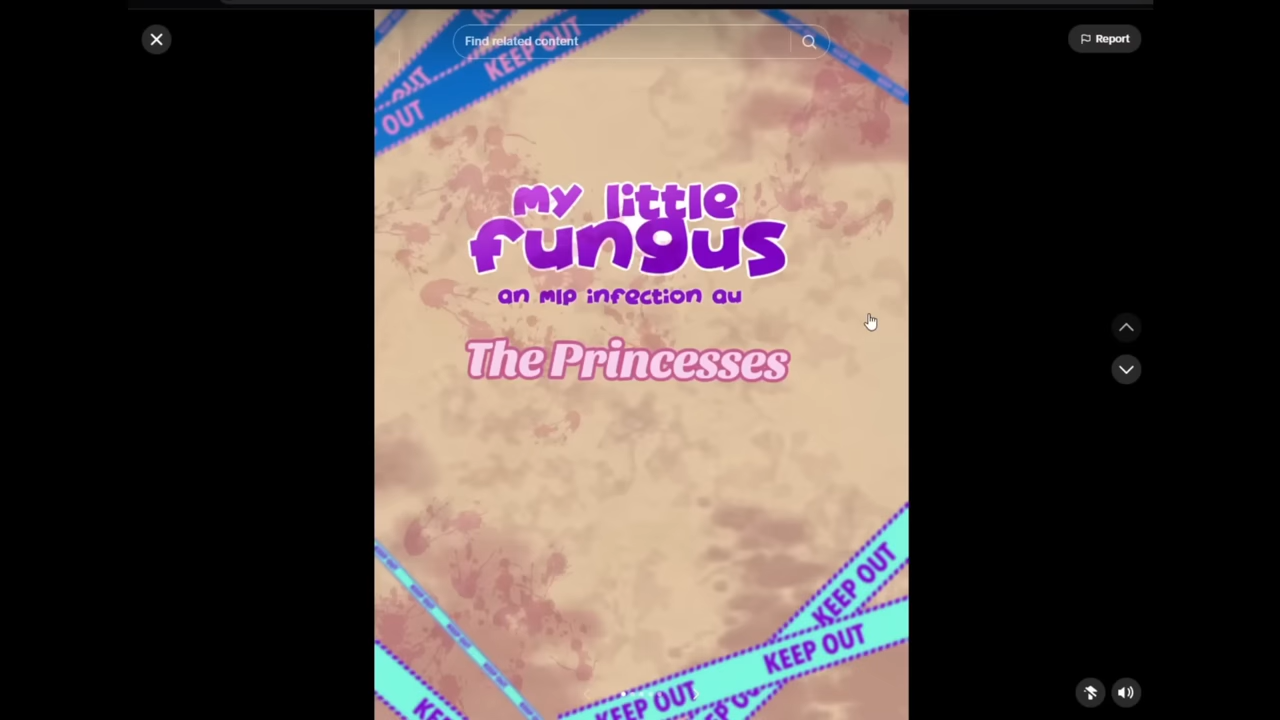 Find related content
Report
KEEP OUT
OUT
my little
fungus
an mlp infection au
The Princesses
KEEP OUT
KEEP OUT
KEEP OUT